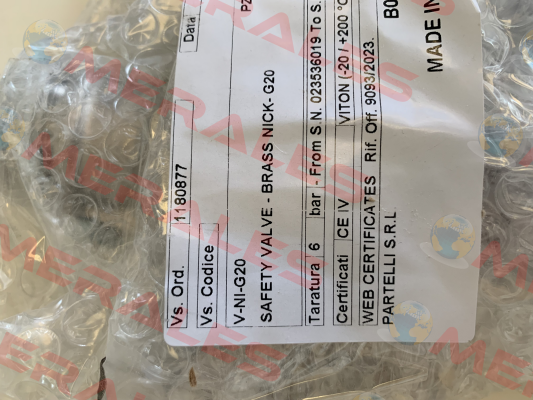 Vs. Ord. 1180877 Data
Vs. Codice
V-NI-G20
SAFETY VALVE - BRASS NICK- G20
Taratura 6 bar - From S.N. 023536019 To S.
Certificati CE IV VITON (-20 / +200 °C
WEB CERTIFICATES Rif. Off. 9093/2023.
PARTELLI S.R.L
MADE IN
MERALES